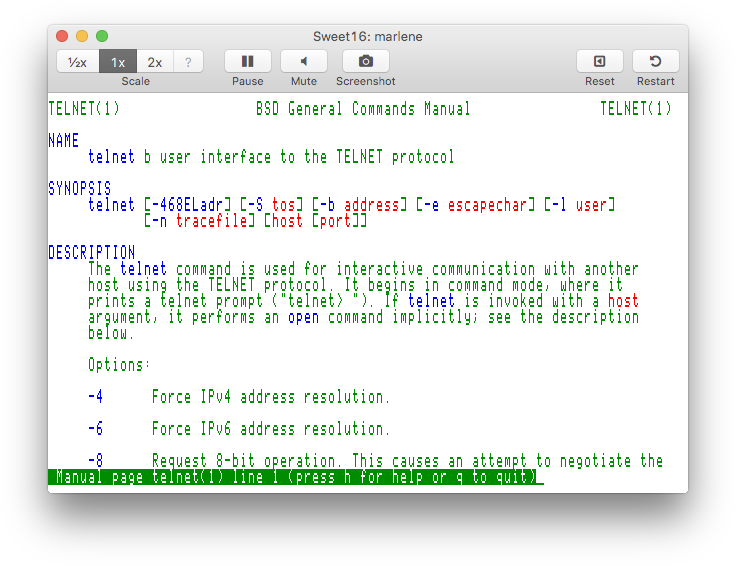 Sweet16: marlene
½x 1x 2x ?
Scale
Pause
Mute
Screenshot
Reset
Restart
TELNET(1) BSD General Commands Manual TELNET(1)
NAME
telnet b user interface to the TELNET protocol
SYNOPSIS
telnet [-468ELadr] [-S tos] [-b address] [-e escapechar] [-l user]
[-n tracefile] [host [port]]
DESCRIPTION
The telnet command is used for interactive communication with another
host using the TELNET protocol. It begins in command mode, where it
prints a telnet prompt ("telnet> "). If telnet is invoked with a host
argument, it performs an open command implicitly; see the description
below.
Options:
-4 Force IPv4 address resolution.
-6 Force IPv6 address resolution.
-8 Request 8-bit operation. This causes an attempt to negotiate the
Manual page telnet(1) line 1 (press h for help or q to quit)